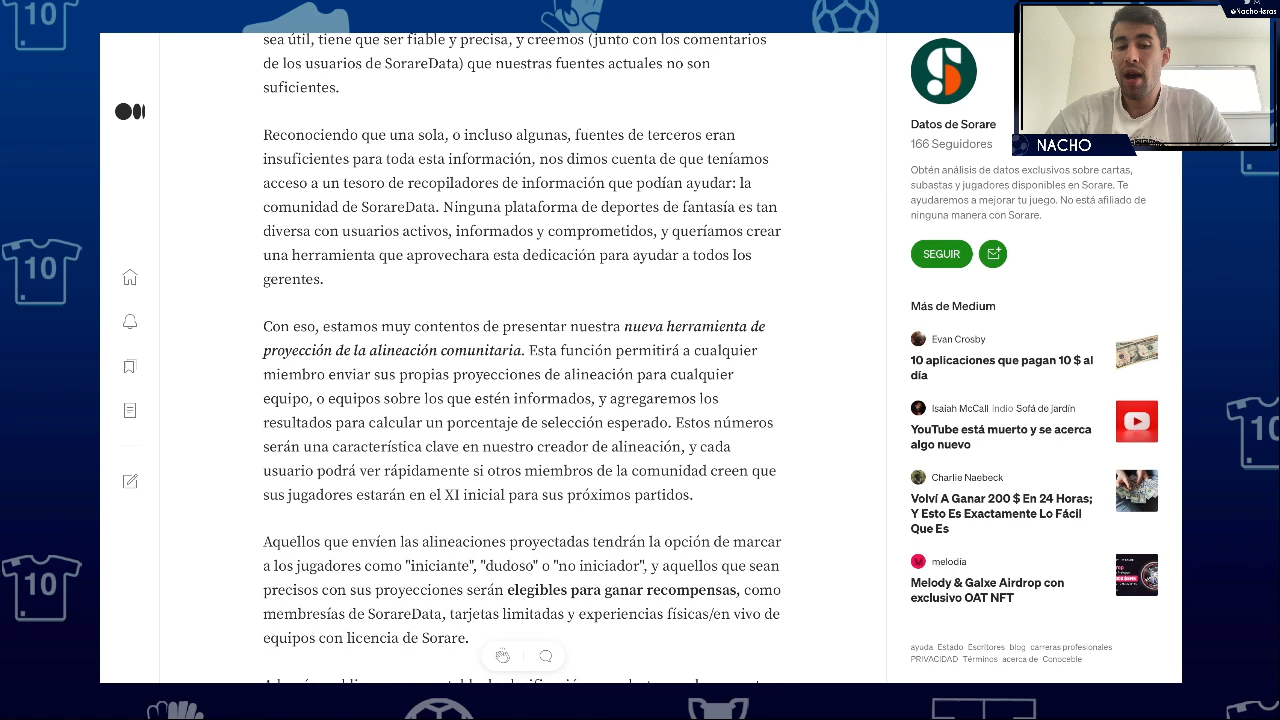 sea útil, tiene que ser fiable y precisa, y creemos (junto con los comentarios
de los usuarios de SorareData) que nuestras fuentes actuales no son
suficientes.
Reconociendo que una sola, o incluso algunas, fuentes de terceros eran
insuficientes para toda esta información, nos dimos cuenta de que teníamos
acceso a un tesoro de recopiladores de información que podían ayudar: la
comunidad de SorareData. Ninguna plataforma de deportes de fantasía es tan
diversa con usuarios activos, informados y comprometidos, y queríamos crear
una herramienta que aprovechara esta dedicación para ayudar a todos los
gerentes.
Con eso, estamos muy contentos de presentar nuestra nueva herramienta de
proyección de la alineación comunitaria. Esta función permitirá a cualquier
miembro enviar sus propias proyecciones de alineación para cualquier
equipo, o equipos sobre los que estén informados, y agregaremos los
resultados para calcular un porcentaje de selección esperado. Estos números
serán una característica clave en nuestro creador de alineación, y cada
usuario podrá ver rápidamente si otros miembros de la comunidad creen que
sus jugadores estarán en el XI inicial para sus próximos partidos.
Aquellos que envíen las alineaciones proyectadas tendrán la opción de marcar
a los jugadores como "iniciante", "dudoso" o "no iniciador", y aquellos que sean
precisos con sus proyecciones serán elegibles para ganar recompensas, como
membresías de SorareData, tarjetas limitadas y experiencias físicas/en vivo de
equipos con licencia de Sorare.
@NachoHeras
NACHO
Datos de Sorare
166 Seguidores
Obtén análisis de datos exclusivos sobre cartas,
subastas y jugadores disponibles en Sorare. Te
ayudaremos a mejorar tu juego. No está afiliado de
ninguna manera con Sorare.
SEGUIR
Más de Medium
Evan Crosby
10 aplicaciones que pagan 10 $ al
día
Isaiah McCall indio Sofá de jardín
YouTube está muerto y se acerca
algo nuevo
Charlie Naebeck
Volví A Ganar 200 $ En 24 Horas;
Y Esto Es Exactamente Lo Fácil
Que Es
melodía
Melody & Galxe Airdrop con
exclusivo OAT NFT
ayuda Estado Escritores blog carreras profesionales
PRIVACIDAD Términos acerca de Conoceble
10
10
10
10
10